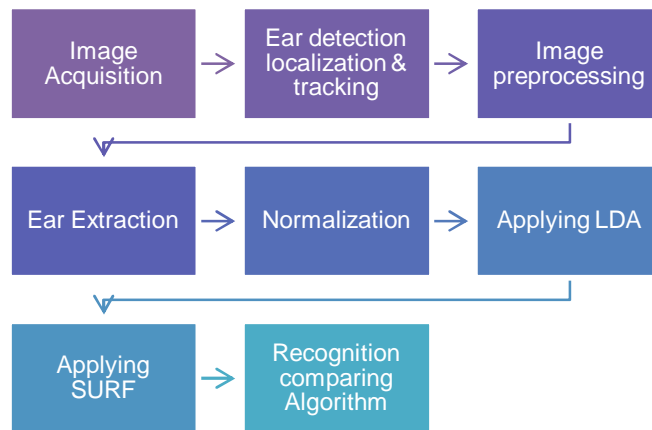 Image
Acquisition
Ear detection
localization &
tracking
Image
preprocessing
Ear Extraction
Normalization
Applying LDA
Applying
SURF
Recognition
comparing
Algorithm